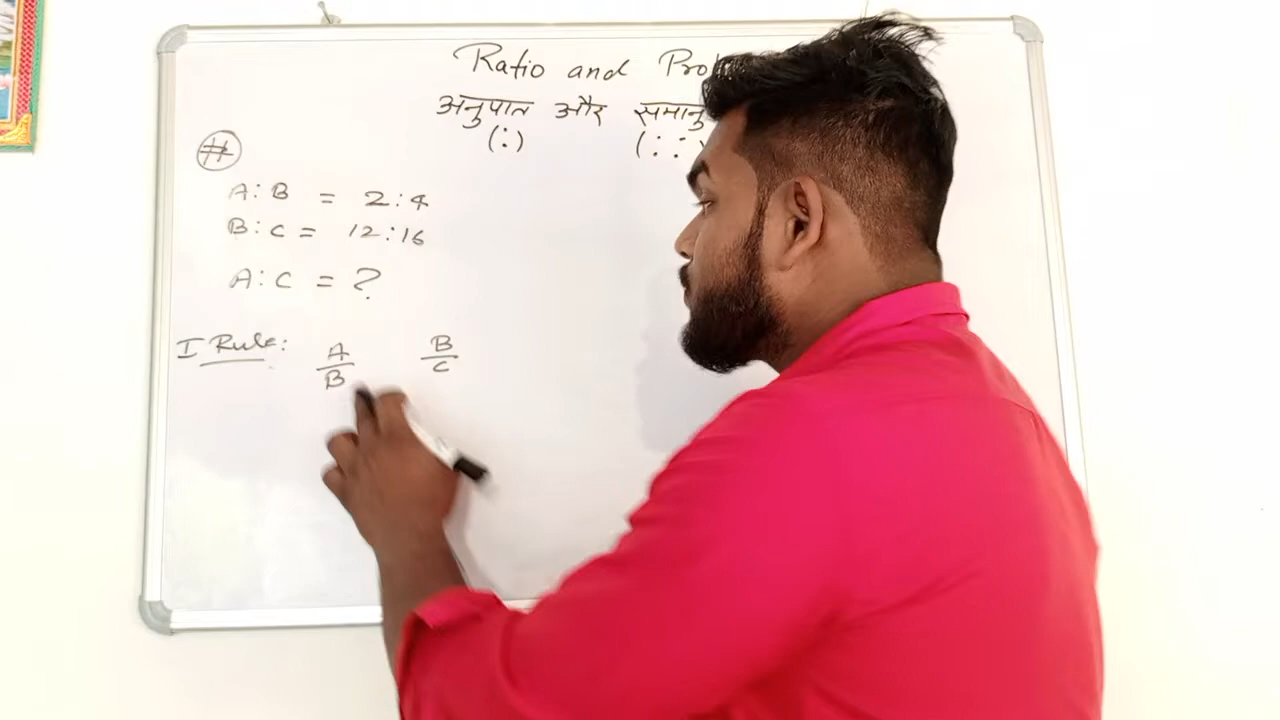 Ratio and
अनुपात और
(:) (: :
#
A:B = 2:4
B:C = 12:16
A:C = ?
I Rule: A/B B/C